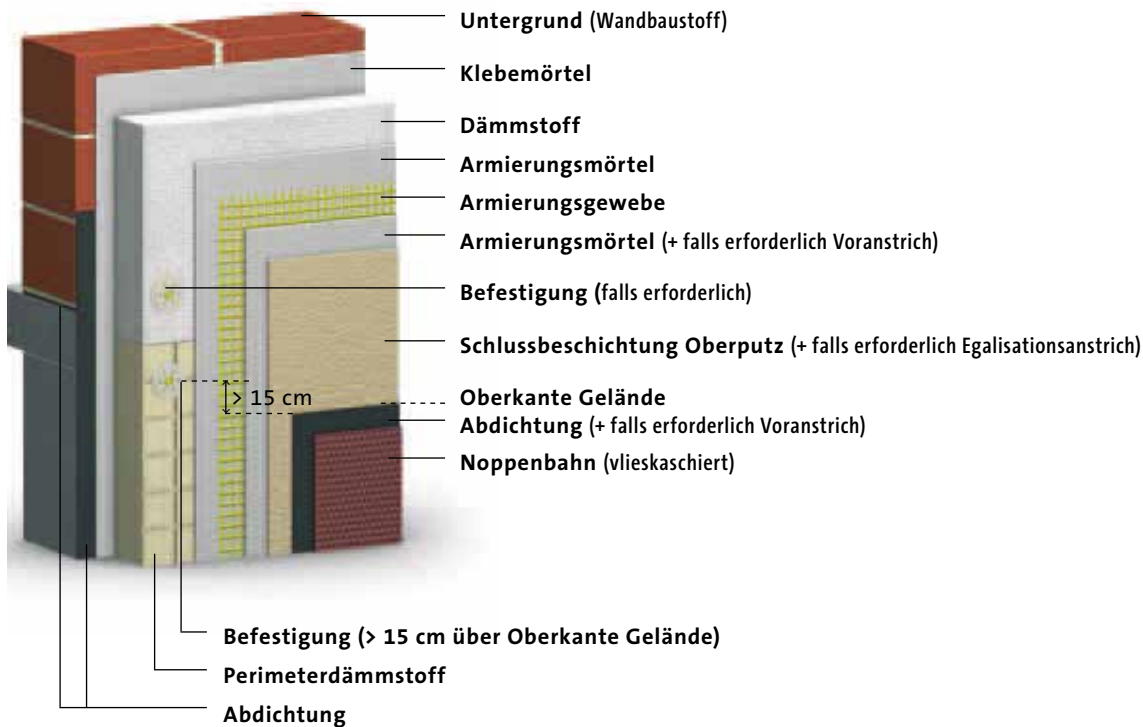 Untergrund (Wandbaustoff)
Klebemörtel
Dämmstoff
Armierungsmörtel
Armierungsgewebe
Armierungsmörtel (+ falls erforderlich Voranstrich)
Befestigung (falls erforderlich)
Schlussbeschichtung Oberputz (+ falls erforderlich Egalisationsanstrich)
> 15 cm
Oberkante Gelände
Abdichtung (+ falls erforderlich Voranstrich)
Noppenbahn (vlieskaschiert)
Befestigung (> 15 cm über Oberkante Gelände)
Perimeterdämmstoff
Abdichtung